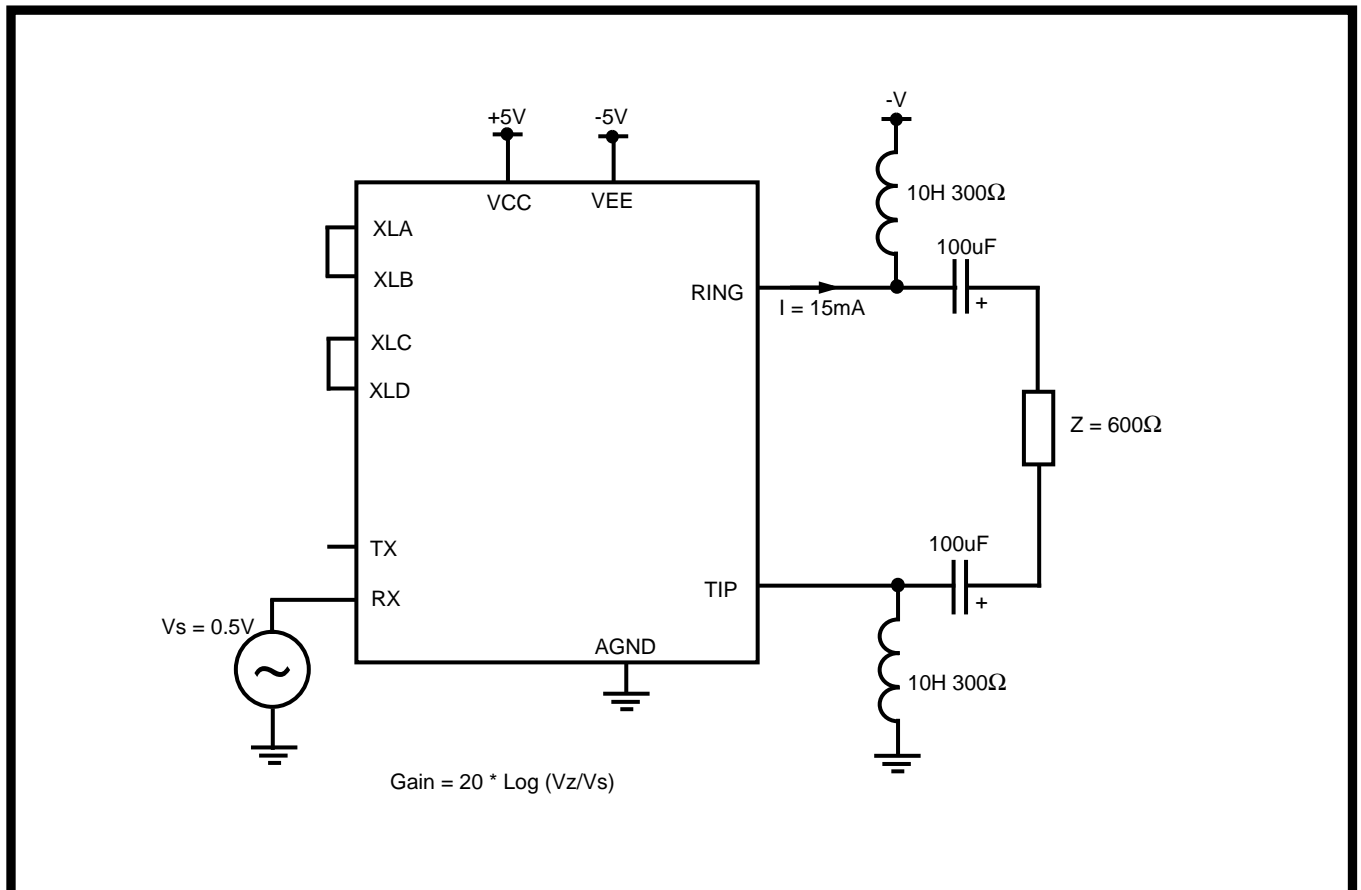 +5V
-5V
-V
VCC
VEE
10H 300Ω
XLA
XLB
100uF
RING
+
I = 15mA
XLC
XLD
Z = 600Ω
TX
100uF
TIP
RX
+
Vs = 0.5V
AGND
10H 300Ω
Gain = 20 * Log (Vz/Vs)